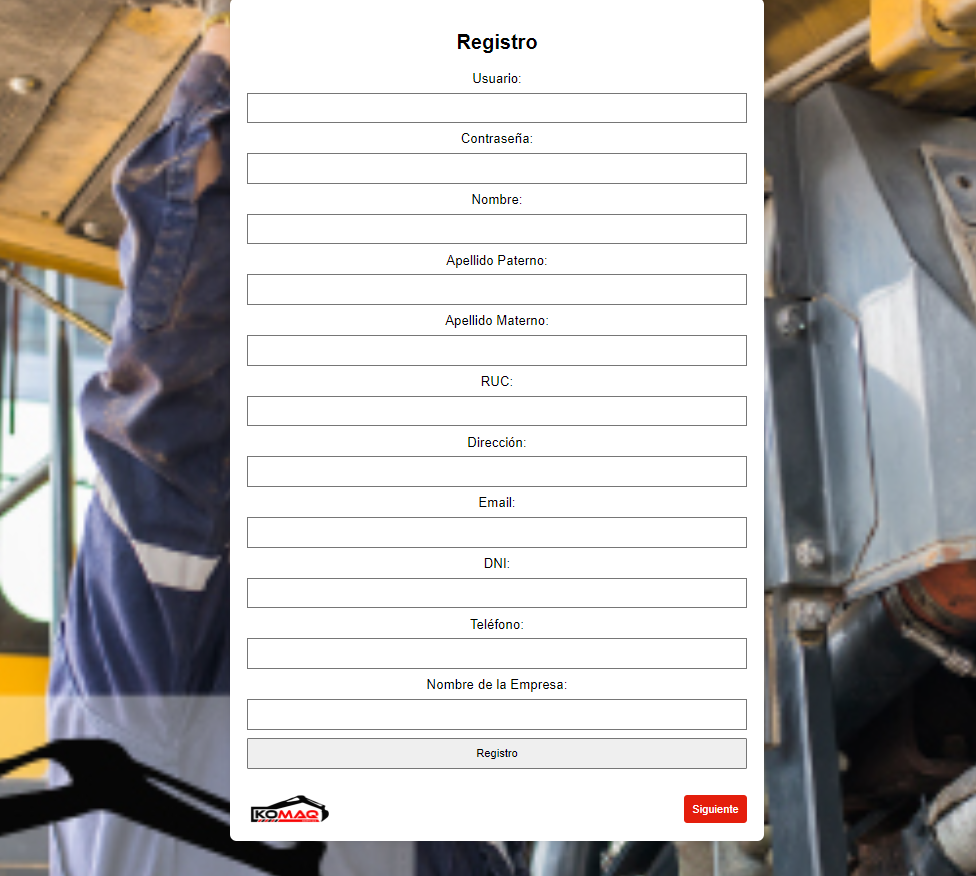 Registro
Usuario:
Contraseña:
Nombre:
Apellido Paterno:
Apellido Materno:
RUC:
Dirección:
Email:
DNI:
Teléfono:
Nombre de la Empresa:
Registro
KOMAQ
Siguiente